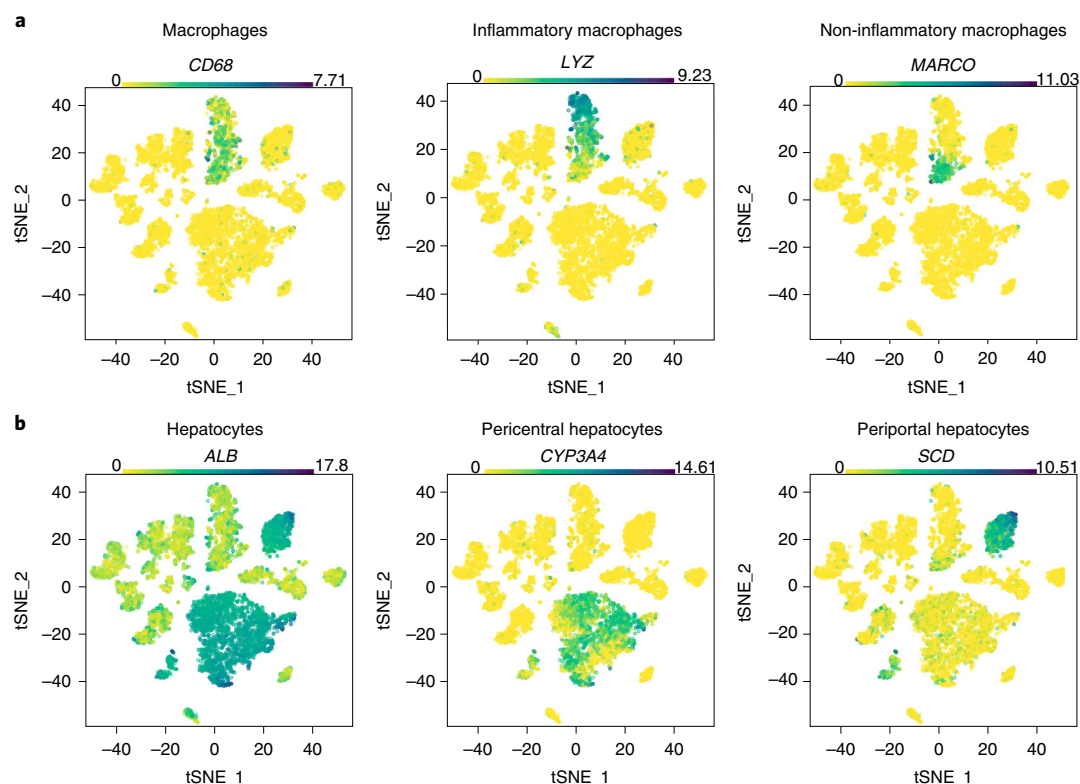 a
Macrophages
CD68
0 7.71
40
20
0
−20
−40
tSNE_2
−40 −20 0 20 40
tSNE_1
Inflammatory macrophages
LYZ
0 9.23
40
20
0
−20
−40
tSNE_2
−40 −20 0 20 40
tSNE_1
Non-inflammatory macrophages
MARCO
0 11.03
40
20
0
−20
−40
tSNE_2
−40 −20 0 20 40
tSNE_1
b
Hepatocytes
ALB
0 17.8
40
20
0
−20
−40
tSNE_2
−40 −20 0 20 40
tSNE_1
Pericentral hepatocytes
CYP3A4
0 14.61
40
20
0
−20
−40
tSNE_2
−40 −20 0 20 40
tSNE_1
Periportal hepatocytes
SCD
0 10.51
40
20
0
−20
−40
tSNE_2
−40 −20 0 20 40
tSNE_1